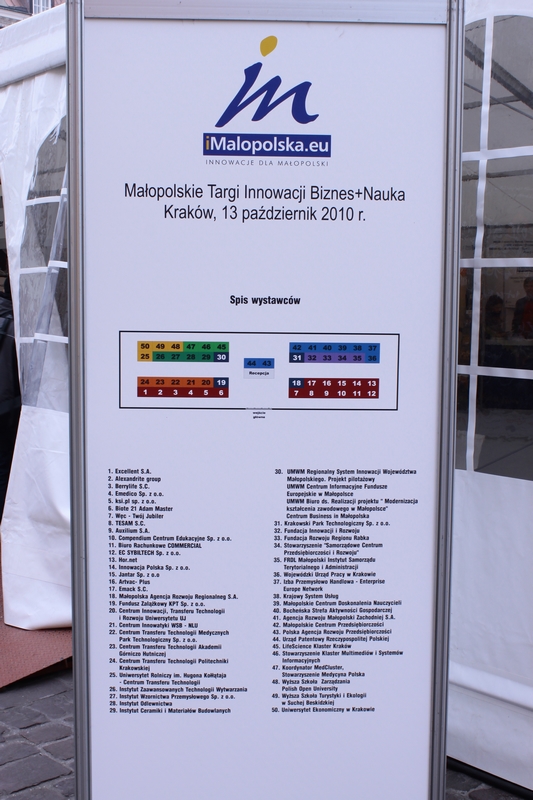 im
iMalopolska.eu
INNOWACJE DLA MAŁOPOLSKI
Małopolskie Targi Innowacji Biznes+Nauka
Kraków, 13 październik 2010 r.
Spis wystawców
50 49 48 47 46 45
25 26 27 28 29 30
44 43
Recepcja
42 41 40 39 38 37
31 32 33 34 35 36
24 23 22 21 20 19
1 2 3 4 5 6
18 17 16 15 14 13
7 8 9 10 11 12
wejście
główne
1. Excellent S.A.
2. Alexandrite group
3. Berrylife S.C.
4. Emedico Sp. z o.o.
5. ksi.pl sp. z o.o.
6. Biote 21 Adam Master
7. Węc - Twój Jubiler
8. TESAM S.C.
9. Auxilium S.A.
10. Compendium Centrum Edukacyjne Sp. z o.o.
11. Biuro Rachunkowe COMMERCIAL
12. EC SYBILTECH Sp. z o.o.
13. Hor.net
14. Innowacja Polska Sp. z o.o.
15. Jantar Sp. z o.o
16. Artvac- Plus
17. Emack S.C.
18. Małopolska Agencja Rozwoju Regionalnego S.A.
19. Fundusz Zalążkowy KPT Sp. z o.o.
20. Centrum Innowacji, Transferu Technologii
i Rozwoju Uniwersytetu UJ
21. Centrum Innowatyki WSB - NLU
22. Centrum Transferu Technologii Medycznych
Park Technologiczny Sp. z o.o.
23. Centrum Transferu Technologii Akademii
Górniczo Hutniczej
24. Centrum Transferu Technologii Politechniki
Krakowskiej
25. Uniwersytet Rolniczy im. Hugona Kołłątaja
- Centrum Transferu Technologii
26. Instytut Zaawansowanych Technologii Wytwarzania
27. Instytut Wzornictwa Przemysłowego Sp. z o.o.
28. Instytut Odlewnictwa
29. Instytut Ceramiki i Materiałów Budowlanych
30. UMWM Regionalny System Innowacji Województwa
Małopolskiego. Projekt pilotażowy
UMWM Centrum Informacyjne Fundusze
Europejskie w Małopolsce
UMWM Biuro ds. Realizacji projektu " Modernizacja
kształcenia zawodowego w Małopolsce"
Centrum Business in Małopolska
31. Krakowski Park Technologiczny Sp. z o.o.
32. Fundacja Innowacji i Rozwoju
33. Fundacja Rozwoju Regionu Rabka
34. Stowarzyszenie "Samorządowe Centrum
Przedsiębiorczości i Rozwoju"
35. FRDL Małopolski Instytut Samorządu
Terytorialnego i Administracji
36. Wojewódzki Urząd Pracy w Krakowie
37. Izba Przemysłowo Handlowa - Enterprise
Europe Network
38. Krajowy System Usług
39. Małopolskie Centrum Doskonalenia Nauczycieli
40. Bocheńska Strefa Aktywności Gospodarczej
41. Agencja Rozwoju Małopolski Zachodniej S.A.
42. Małopolskie Centrum Przedsiębiorczości
43. Polska Agencja Rozwoju Przedsiębiorczości
44. Urząd Patentowy Rzeczypospolitej Polskiej
45. LifeScience Klaster Kraków
46. Stowarzyszenie Klaster Multimediów i Systemów
Informacyjnych
47. Koordynator MedCluster,
Stowarzyszenie Medycyna Polska
48. Wyższa Szkoła Zarządzania
Polish Open University
49. Wyższa Szkoła Turystyki i Ekologii
w Suchej Beskidzkiej
50. Uniwersytet Ekonomiczny w Krakowie